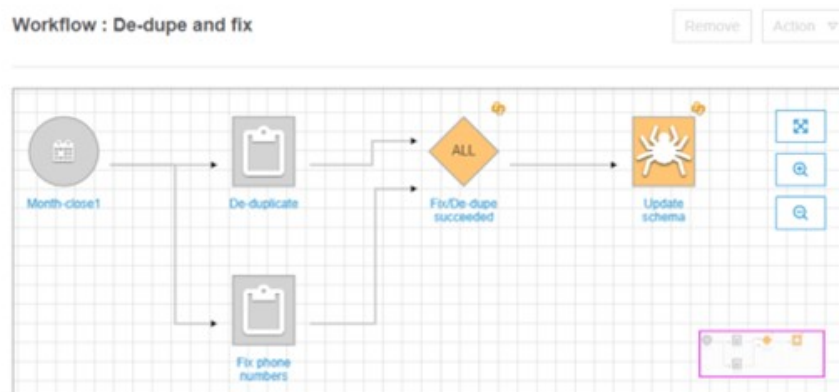 Workflow : De-dupe and fix
Remove
Action
ALL
Month-close1
De-duplicate
Fix/De-dupe
succeeded
Update
schema
Fix phone
numbers